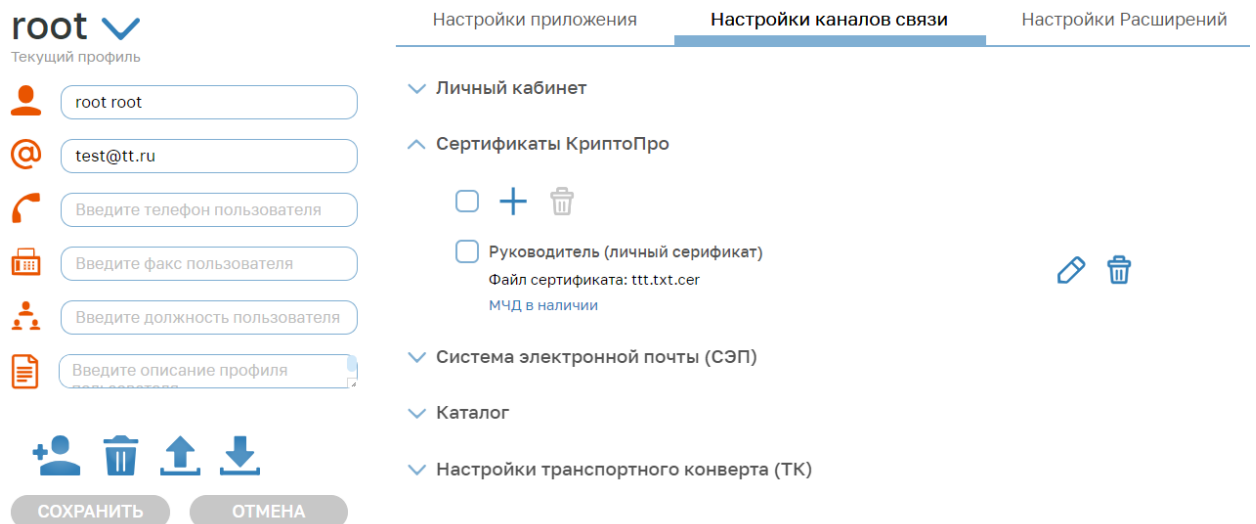 root
Текущий профиль
root root
test@tt.ru
Введите телефон пользователя
Введите факс пользователя
Введите должность пользователя
Введите описание профиля
пользователя
СОХРАНИТЬ ОТМЕНА
Настройки приложения Настройки каналов связи Настройки Расширений
Личный кабинет
Сертификаты КриптоПро
Руководитель (личный серификат)
Файл сертификата: ttt.txt.cer
МЧД в наличии
Система электронной почты (СЭП)
Каталог
Настройки транспортного конверта (ТК)